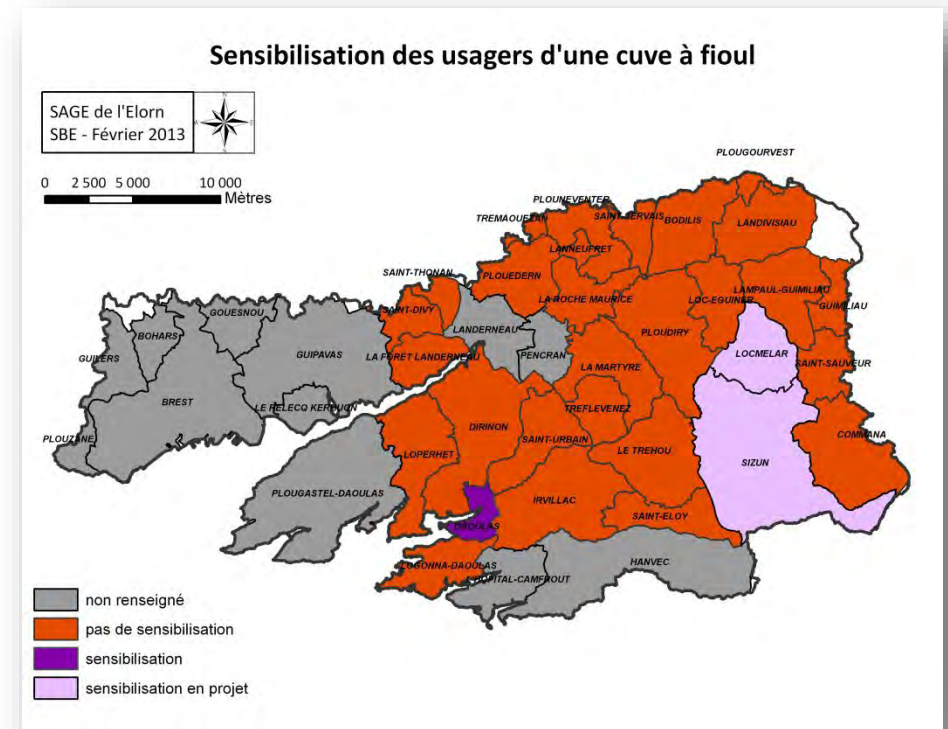 Sensibilisation des usagers d'une cuve à fioul
SAGE de l'Elorn
SBE - Février 2013
0 2 500 5 000 10 000
Mètres
PLOUGOURVEST
PLOUNEVENTER
TREMAOUEZAN
SAINT-SERVAIS
BODILIS
LANDIVISIAU
LANNEUFRET
SAINT-THONAN
PLOUEDERN
LAMPAUL-GUIMILIAU
LA ROCHE MAURICE
LOC-EGUINER
GUIMILIAU
SAINT-DIVY
GOUESNOU
LANDERNEAU
PLOUDIRY
BOHARS
GUIPAVAS
LOCMELAR
GUILERS
LA FORET LANDERNEAU
PENCRAN
SAINT-SAUVEUR
LA MARTYRE
BREST
LE RELECQ KERHUON
TREFLEVENEZ
DIRINON
COMMANA
SAINT-URBAIN
PLOUZANE
LOPERHET
LE TREHOU
SIZUN
PLOUGASTEL-DAOULAS
IRVILLAC
SAINT-ELOY
DAOULAS
HANVEC
LOGONNA-DAOULAS
L'HOPITAL-CAMFROUT
non renseigné
pas de sensibilisation
sensibilisation
sensibilisation en projet